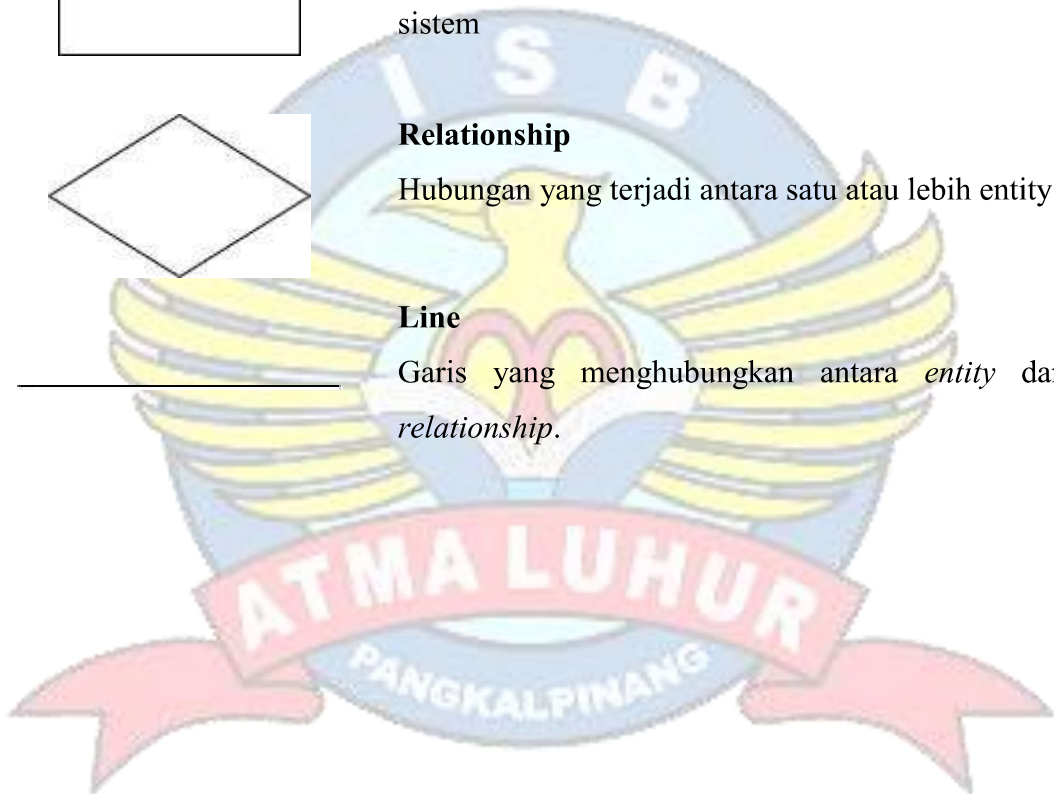 sistem
Relationship
Hubungan yang terjadi antara satu atau lebih entity
Line
Garis yang menghubungkan antara entity
relationship.
ISB
ATMA LUHUR
PANGKALPINANG